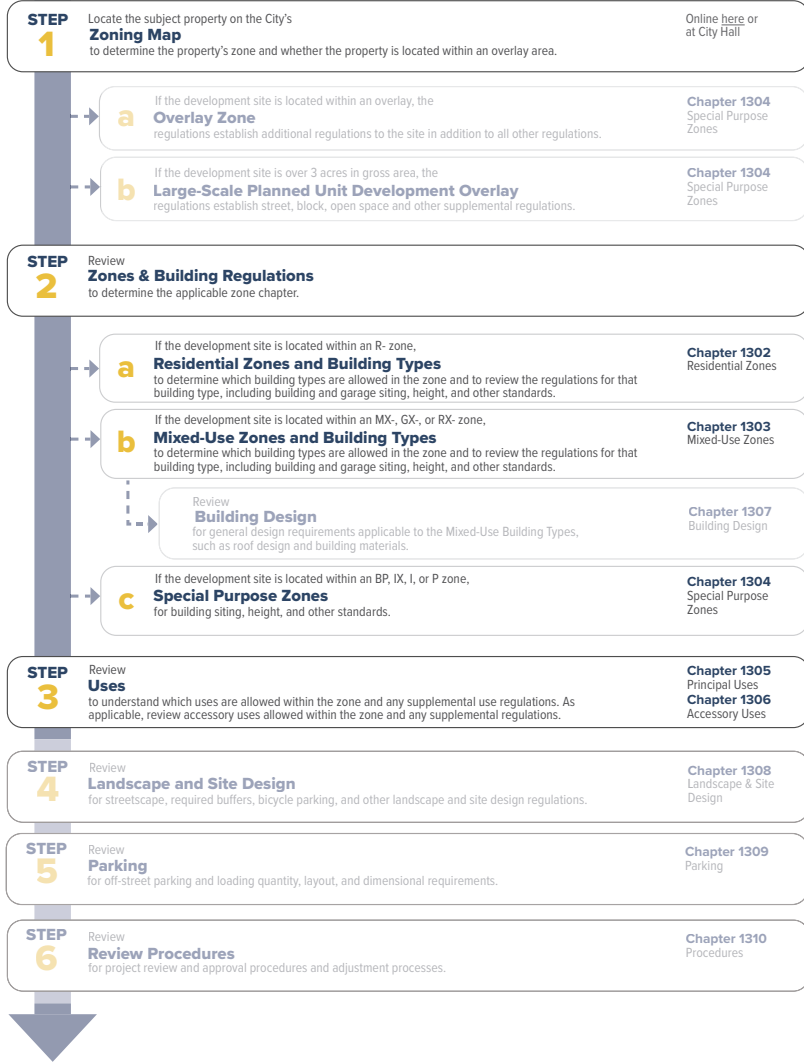 STEP
1
Locate the subject property on the City's
Zoning Map
to determine the property's zone and whether the property is located within an overlay area.
Online here or
at City Hall
a
If the development site is located within an overlay, the
Overlay Zone
regulations establish additional regulations to the site in addition to all other regulations.
Chapter 1304
Special Purpose
Zones
b
If the development site is over 3 acres in gross area, the
Large-Scale Planned Unit Development Overlay
regulations establish street, block, open space and other supplemental regulations.
Chapter 1304
Special Purpose
Zones
STEP
2
Review
Zones & Building Regulations
to determine the applicable zone chapter.
a
If the development site is located within an R- zone,
Residential Zones and Building Types
to determine which building types are allowed in the zone and to review the regulations for that
building type, including building and garage siting, height, and other standards.
Chapter 1302
Residential Zones
b
If the development site is located within an MX-, GX-, or RX- zone,
Mixed-Use Zones and Building Types
to determine which building types are allowed in the zone and to review the regulations for that
building type, including building and garage siting, height, and other standards.
Chapter 1303
Mixed-Use Zones
Review
Building Design
for general design requirements applicable to the Mixed-Use Building Types,
such as roof design and building materials.
Chapter 1307
Building Design
c
If the development site is located within an BP, IX, I, or P zone,
Special Purpose Zones
for building siting, height, and other standards.
Chapter 1304
Special Purpose
Zones
STEP
3
Review
Uses
to understand which uses are allowed within the zone and any supplemental use regulations. As
applicable, review accessory uses allowed within the zone and any supplemental regulations.
Chapter 1305
Principal Uses
Chapter 1306
Accessory Uses
STEP
4
Review
Landscape and Site Design
for streetscape, required buffers, bicycle parking, and other landscape and site design regulations.
Chapter 1308
Landscape & Site
Design
STEP
5
Review
Parking
for off-street parking and loading quantity, layout, and dimensional requirements.
Chapter 1309
Parking
STEP
6
Review
Review Procedures
for project review and approval procedures and adjustment processes.
Chapter 1310
Procedures